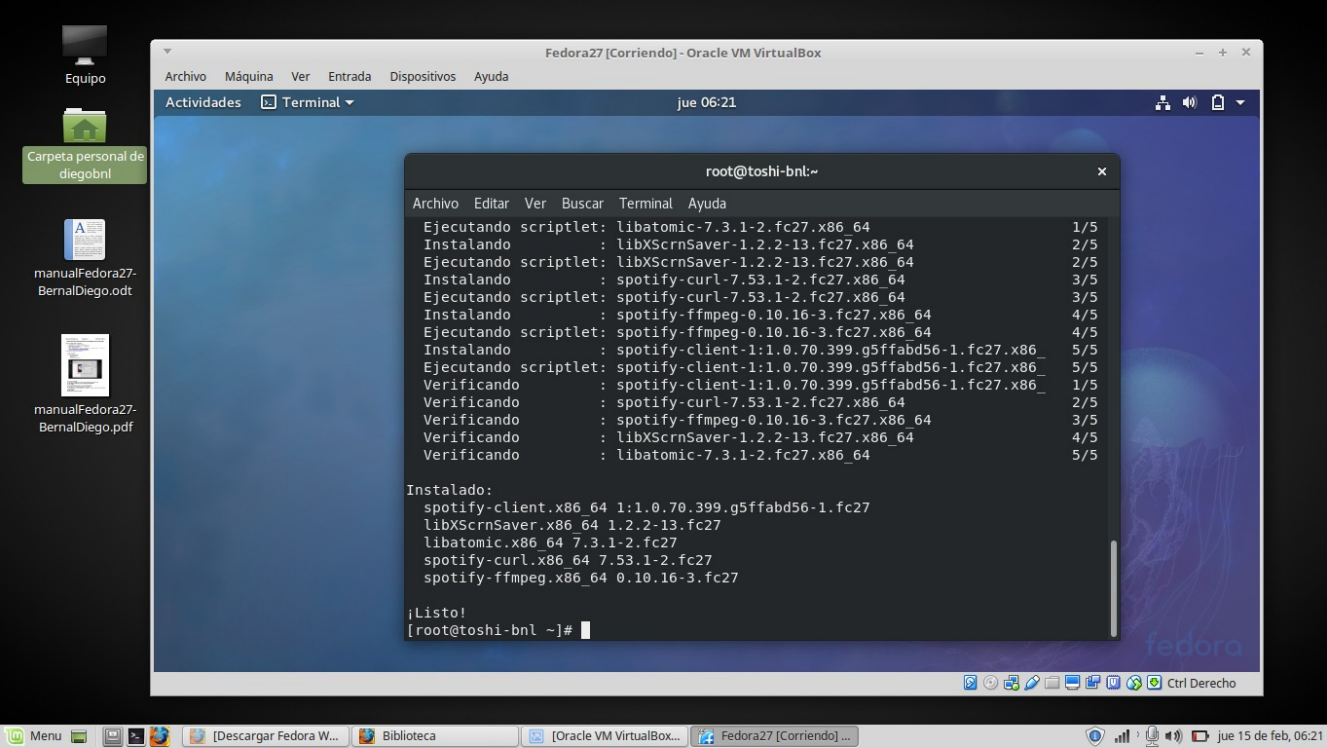 Equipo
Carpeta personal de
diegobnl
manualFedora27-
BernalDiego.odt
manualFedora27-
BernalDiego.pdf
Fedora27 [Corriendo] - Oracle VM VirtualBox
Archivo Máquina Ver Entrada Dispositivos Ayuda
Actividades Terminal jue 06:21
root@toshi-bnl:~
Archivo Editar Ver Buscar Terminal Ayuda
Ejecutando scriptlet: libatomic-7.3.1-2.fc27.x86_64 1/5
Instalando : libXScrnSaver-1.2.2-13.fc27.x86_64 2/5
Ejecutando scriptlet: libXScrnSaver-1.2.2-13.fc27.x86_64 2/5
Instalando : spotify-curl-7.53.1-2.fc27.x86_64 3/5
Ejecutando scriptlet: spotify-curl-7.53.1-2.fc27.x86_64 3/5
Instalando : spotify-ffmpeg-0.10.16-3.fc27.x86_64 4/5
Ejecutando scriptlet: spotify-ffmpeg-0.10.16-3.fc27.x86_64 4/5
Instalando : spotify-client-1:1.0.70.399.g5ffabd56-1.fc27.x86_ 5/5
Ejecutando scriptlet: spotify-client-1:1.0.70.399.g5ffabd56-1.fc27.x86_ 5/5
Verificando : spotify-client-1:1.0.70.399.g5ffabd56-1.fc27.x86_ 1/5
Verificando : spotify-curl-7.53.1-2.fc27.x86_64 2/5
Verificando : spotify-ffmpeg-0.10.16-3.fc27.x86_64 3/5
Verificando : libXScrnSaver-1.2.2-13.fc27.x86_64 4/5
Verificando : libatomic-7.3.1-2.fc27.x86_64 5/5
Instalado:
spotify-client.x86_64 1:1.0.70.399.g5ffabd56-1.fc27
libXScrnSaver.x86_64 1.2.2-13.fc27
libatomic.x86_64 7.3.1-2.fc27
spotify-curl.x86_64 7.53.1-2.fc27
spotify-ffmpeg.x86_64 0.10.16-3.fc27
¡Listo!
[root@toshi-bnl ~]#
fedora
Ctrl Derecho
Menu [Descargar Fedora W... Biblioteca [Oracle VM VirtualBox... Fedora27 [Corriendo] ... jue 15 de feb, 06:21